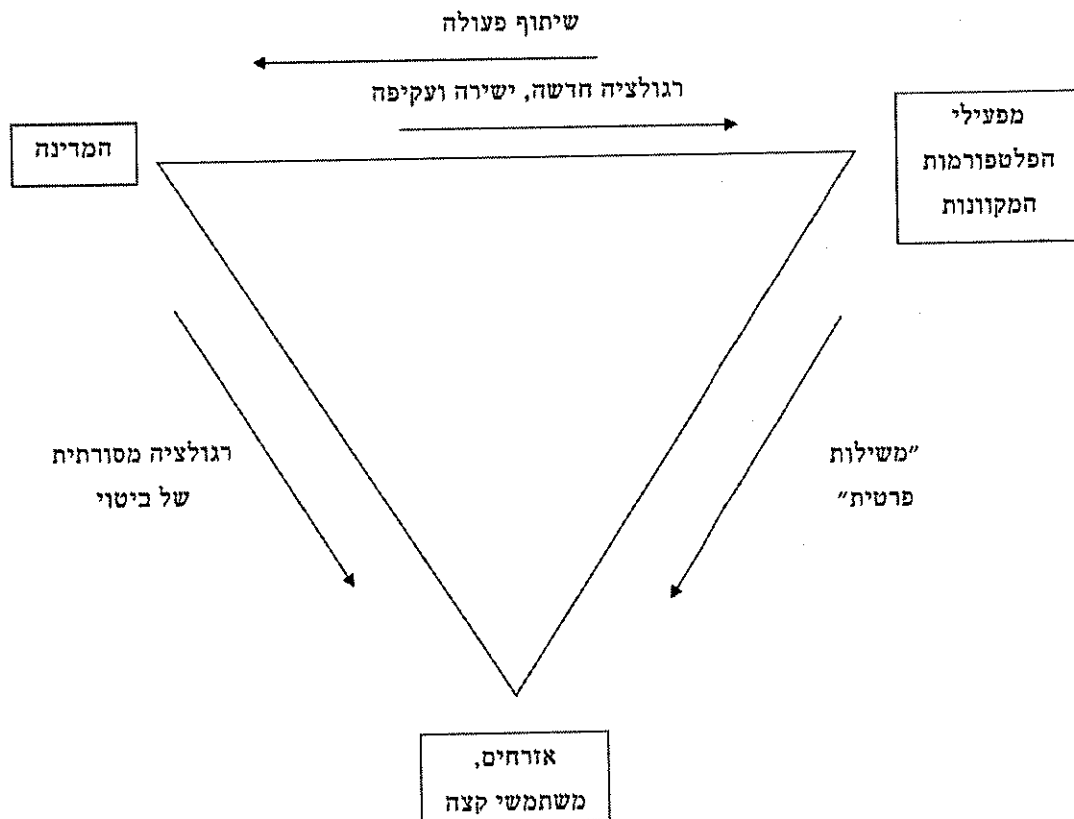 שיתוף פעולה
רגולציה חדשה, ישירה ועקיפה
מפעילי
הפלטפורמות
המקוונות
המדינה
רגולציה מסורתית
של ביטוי
"משילות
פרטית"
אזרחים,
משתמשי קצה